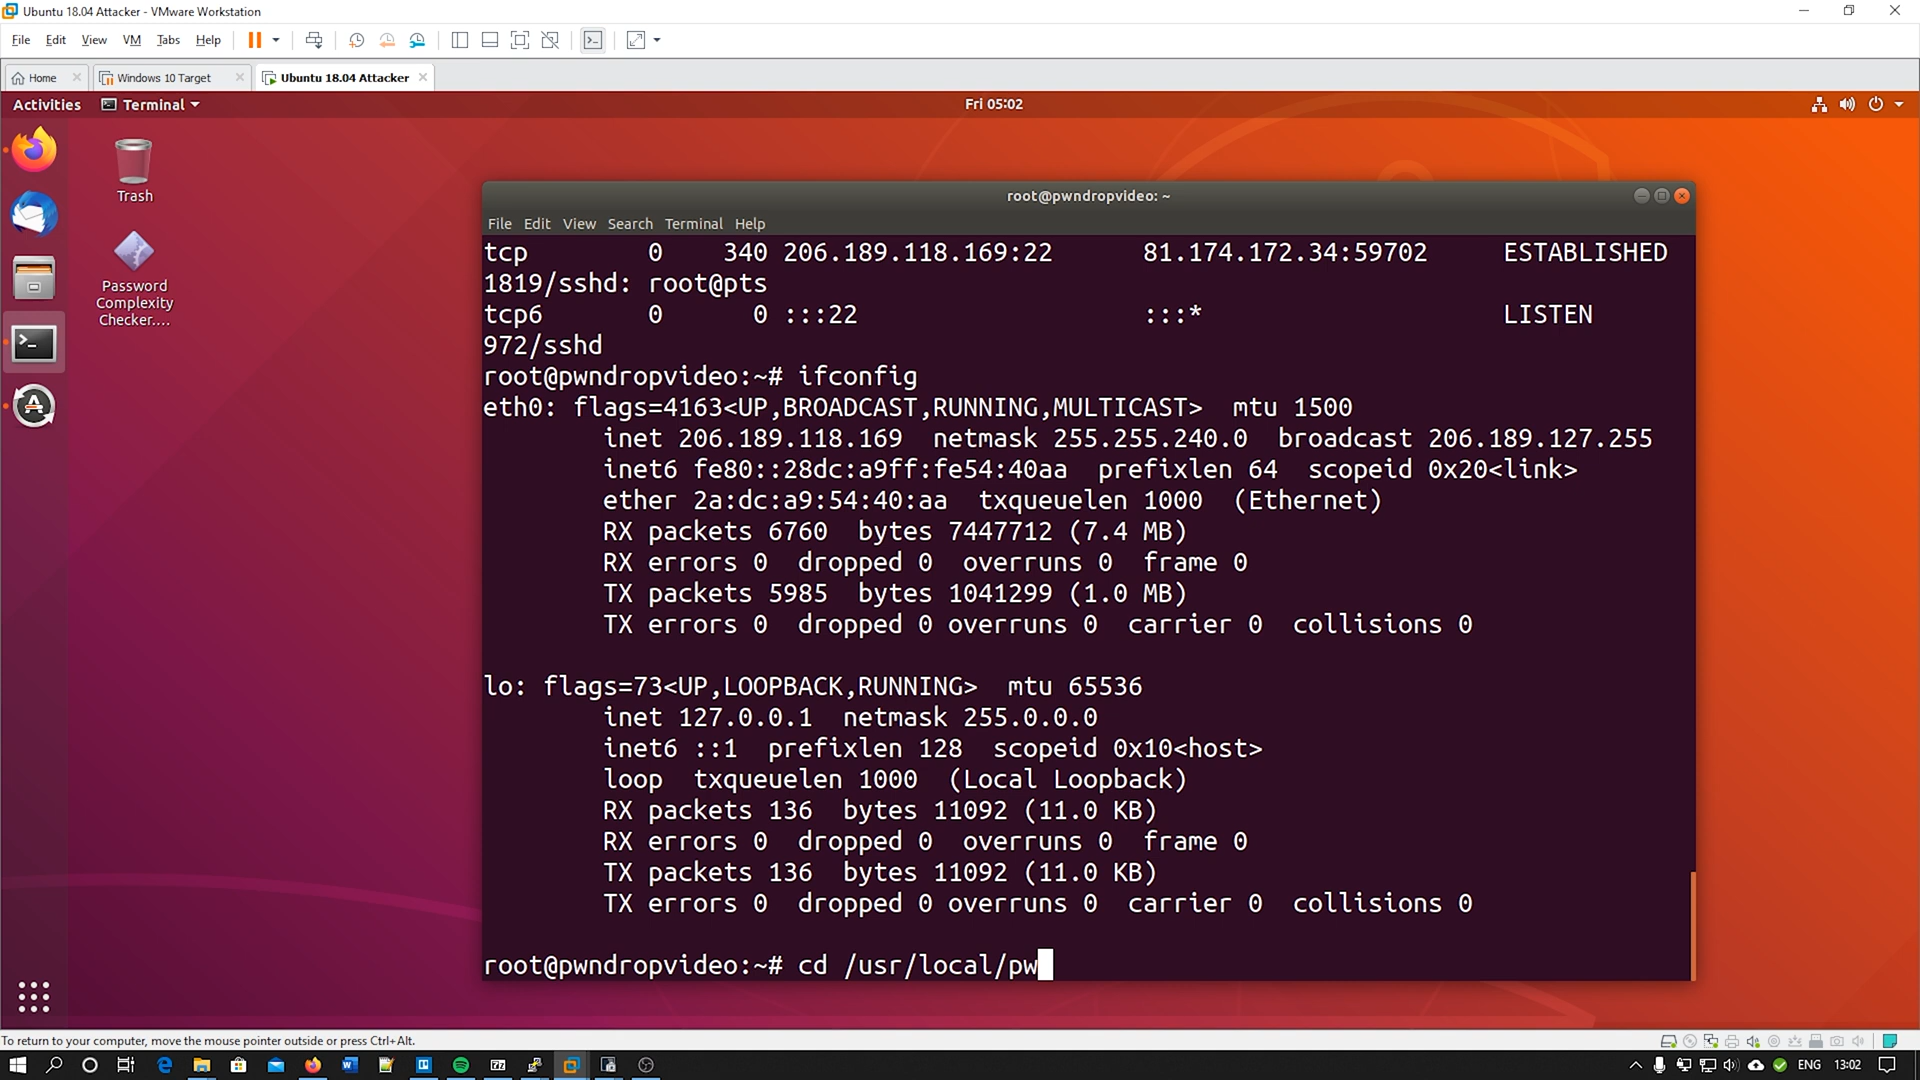 Ubuntu 18.04 Attacker - VMware Workstation
File Edit View VM Tabs Help
Home Windows 10 Target Ubuntu 18.04 Attacker
Activities Terminal Fri 05:02
Trash
Password
Complexity
Checker....
root@pwndropvideo: ~
File Edit View Search Terminal Help
tcp 0 340 206.189.118.169:22 81.174.172.34:59702 ESTABLISHED
1819/sshd: root@pts
tcp6 0 0 :::22 :::* LISTEN
972/sshd
root@pwndropvideo:~# ifconfig
eth0: flags=4163<UP,BROADCAST,RUNNING,MULTICAST> mtu 1500
inet 206.189.118.169 netmask 255.255.240.0 broadcast 206.189.127.255
inet6 fe80::28dc:a9ff:fe54:40aa prefixlen 64 scopeid 0x20<link>
ether 2a:dc:a9:54:40:aa txqueuelen 1000 (Ethernet)
RX packets 6760 bytes 7447712 (7.4 MB)
RX errors 0 dropped 0 overruns 0 frame 0
TX packets 5985 bytes 1041299 (1.0 MB)
TX errors 0 dropped 0 overruns 0 carrier 0 collisions 0
lo: flags=73<UP,LOOPBACK,RUNNING> mtu 65536
inet 127.0.0.1 netmask 255.0.0.0
inet6 ::1 prefixlen 128 scopeid 0x10<host>
loop txqueuelen 1000 (Local Loopback)
RX packets 136 bytes 11092 (11.0 KB)
RX errors 0 dropped 0 overruns 0 frame 0
TX packets 136 bytes 11092 (11.0 KB)
TX errors 0 dropped 0 overruns 0 carrier 0 collisions 0
root@pwndropvideo:~# cd /usr/local/pw
To return to your computer, move the mouse pointer outside or press Ctrl+Alt.
ENG 13:02